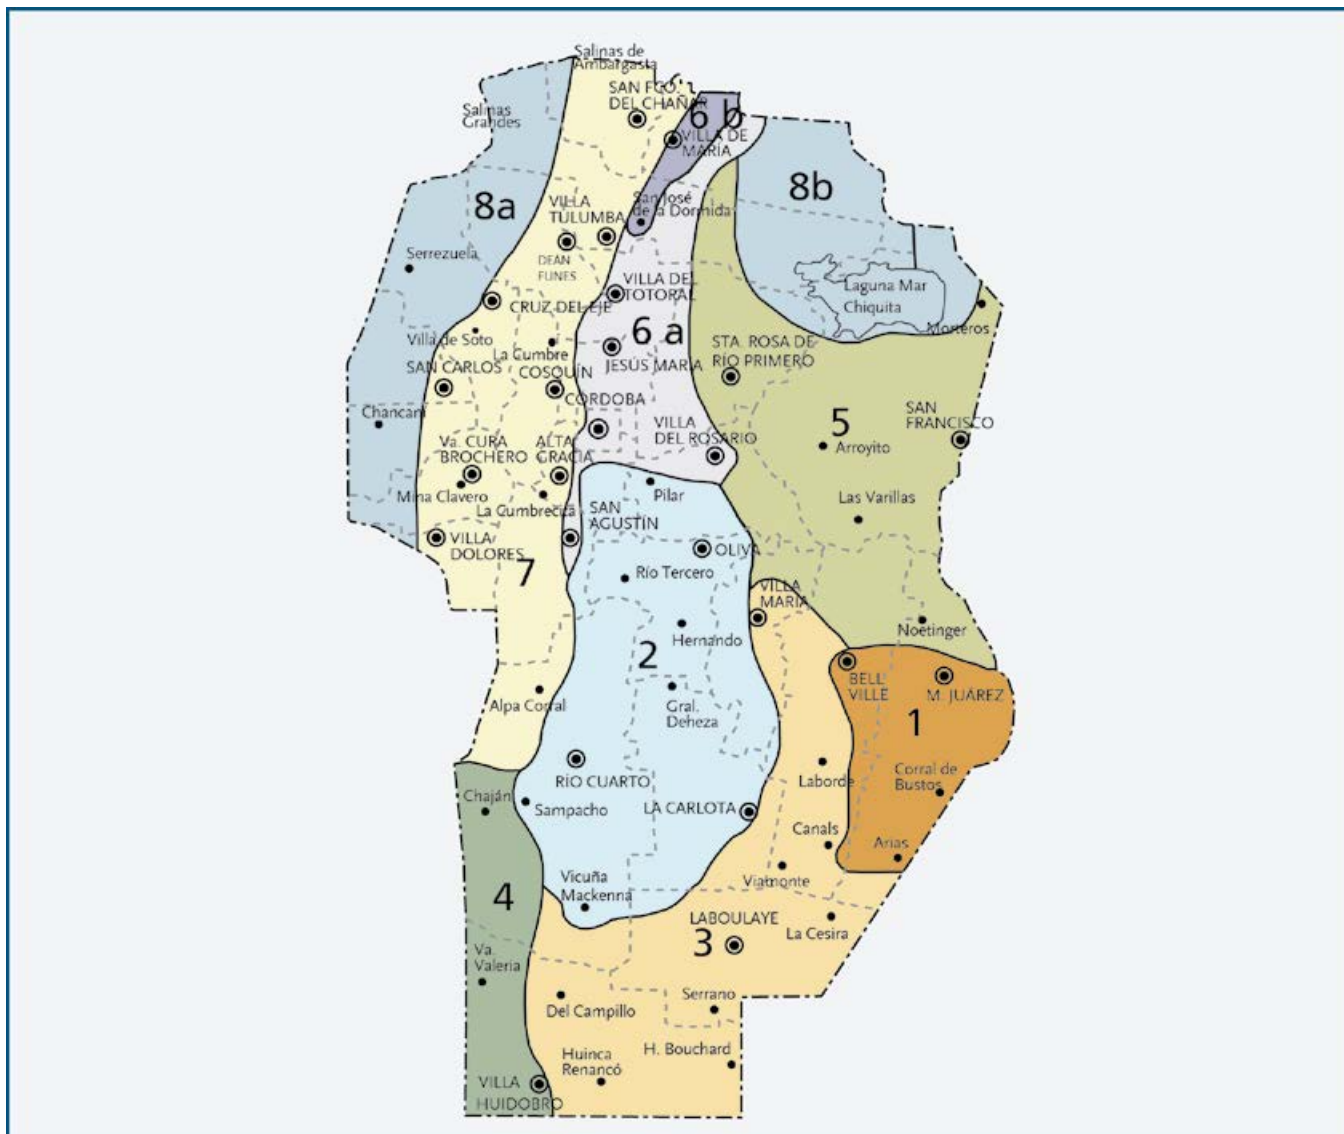 Salinas de
Ambargasta
SAN FCO.
DEL CHAÑAR
6 b
Salinas
Grandes
VILLA DE
MARÍA
8a
8b
VILLA
TULUMBA
San José
de la Dormida
Serrezuela
DEAN
FUNES
VILLA DE
TOTORAL
Laguna Mar
Chiquita
CRUZ DEL EJE
Morteros
6 a
Villa de Soto
La Cumbre
JESÚS MARÍA
STA. ROSA DE
RÍO PRIMERO
SAN CARLOS
COSQUÍN
CÓRDOBA
Chancaní
VILLA
DEL ROSARIO
5
SAN
FRANCISCO
Arroyito
Va. CURA
BROCHERO
ALTA
GRACIA
Mina Clavero
La Cumbrecita
Pilar
Las Varillas
SAN
AGUSTÍN
VILLA
DOLORES
OLIVA
7
Río Tercero
VILLA
MARÍA
Noetinger
Hernando
2
BELL
VILLE
M. JUÁREZ
Alpa Corral
Gral.
Deheza
1
RÍO CUARTO
Laborde
Corral de
Bustos
Chaján
Sampacho
LA CARLOTA
Canals
Arias
Viamonte
Vicuña
Mackenna
4
LABOULAYE
La Cesira
3
Va.
Valeria
Del Campillo
Serrano
Huinca
Renancó
H. Bouchard
VILLA
HUIDOBRO